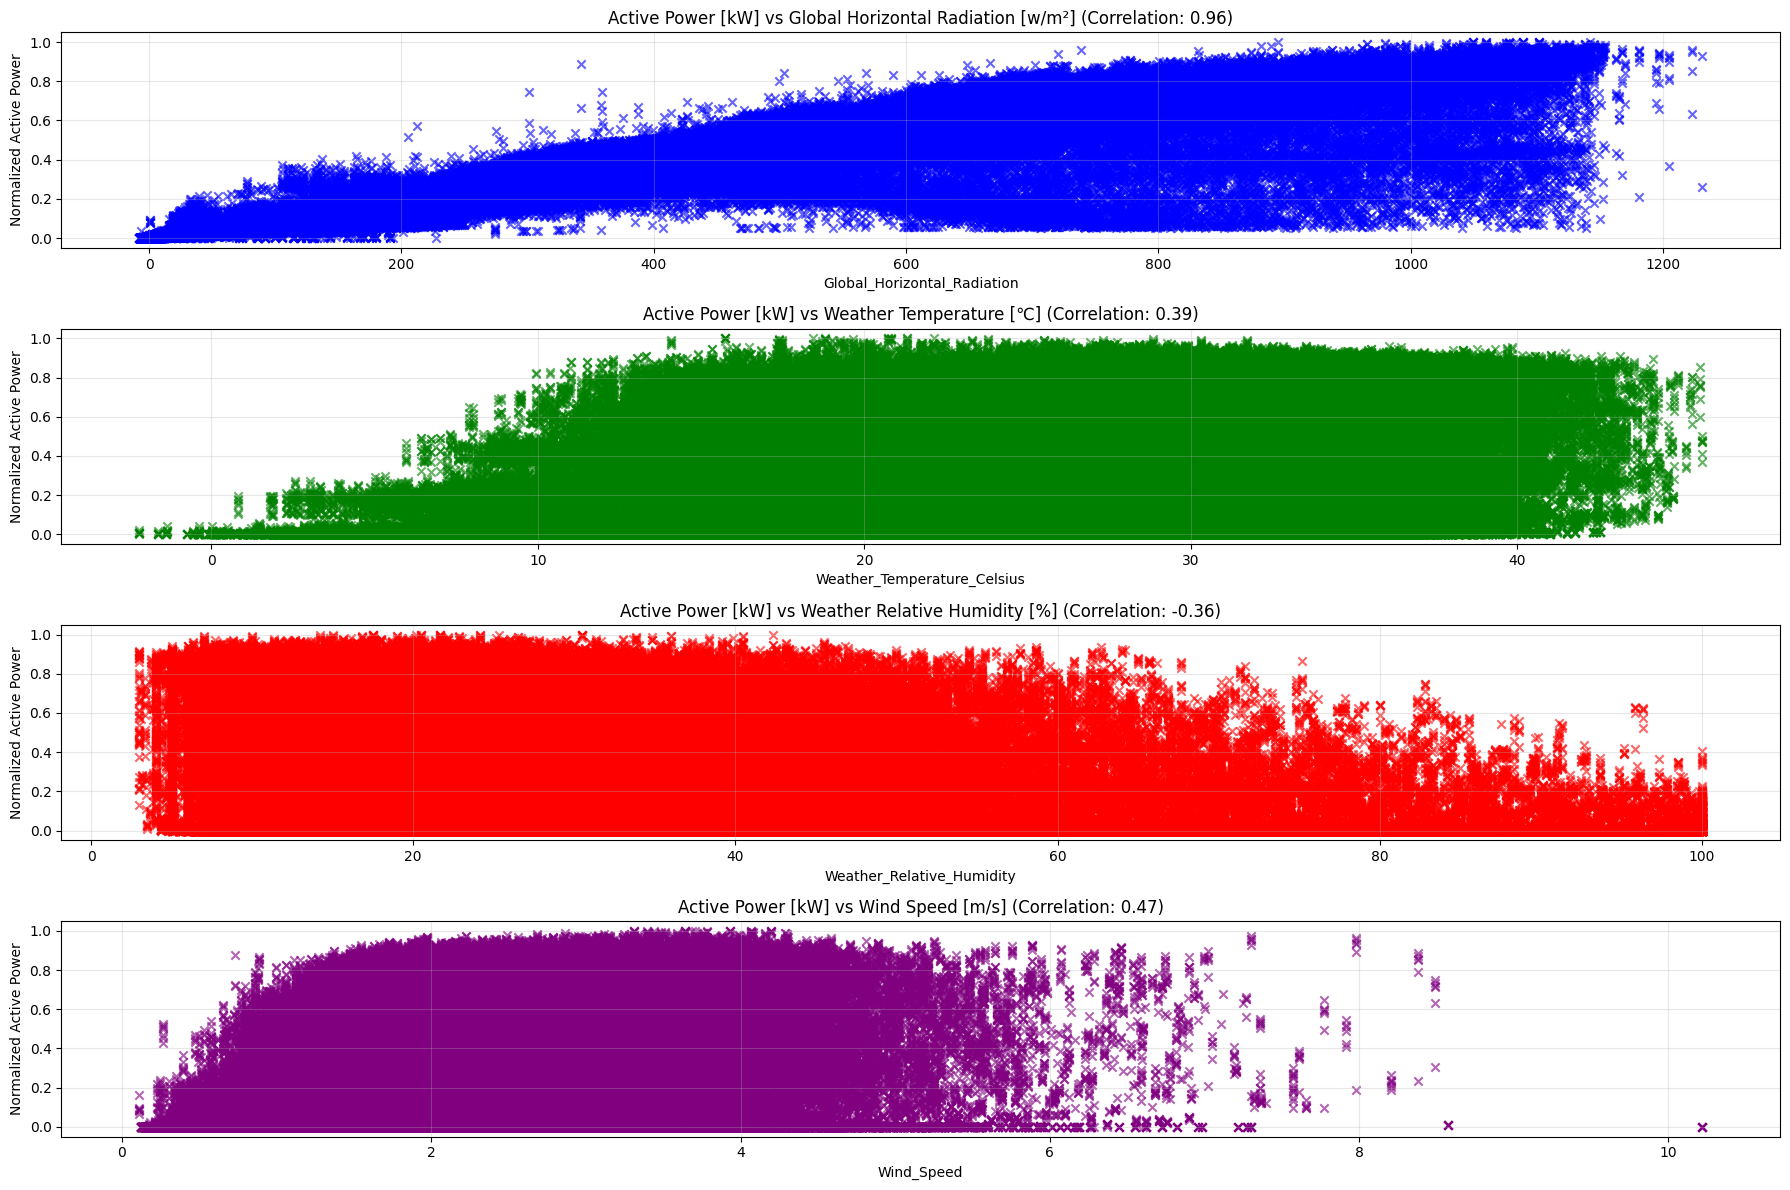 Active Power [kW] vs Global Horizontal Radiation [w/m²] (Correlation: 0.96)
Normalized Active Power
1.0
0.8
0.6
0.4
0.2
0.0
0 200 400 600 800 1000 1200
Global_Horizontal_Radiation
Active Power [kW] vs Weather Temperature [℃] (Correlation: 0.39)
Normalized Active Power
1.0
0.8
0.6
0.4
0.2
0.0
0 10 20 30 40
Weather_Temperature_Celsius
Active Power [kW] vs Weather Relative Humidity [%] (Correlation: -0.36)
Normalized Active Power
1.0
0.8
0.6
0.4
0.2
0.0
0 20 40 60 80 100
Weather_Relative_Humidity
Active Power [kW] vs Wind Speed [m/s] (Correlation: 0.47)
Normalized Active Power
1.0
0.8
0.6
0.4
0.2
0.0
0 2 4 6 8 10
Wind_Speed